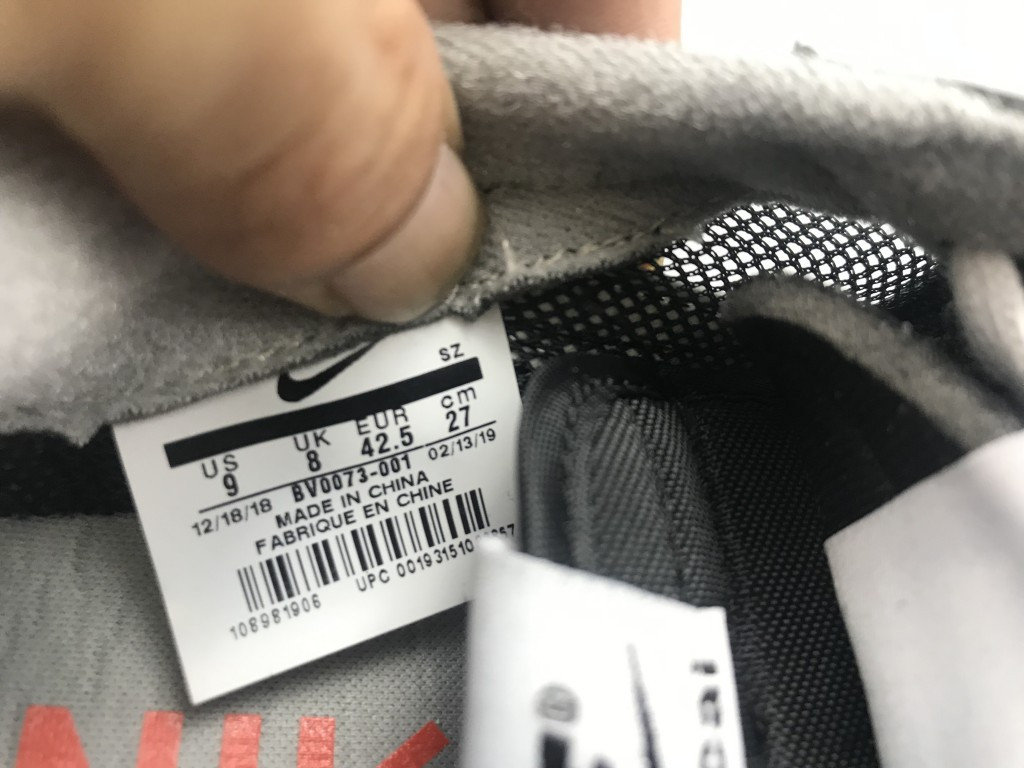 SZ
US UK EUR cm
9 8 42.5 27
12/18/18 BV0073-001 02/13/19
MADE IN CHINA
FABRIQUE EN CHINE
108981906 UPC 001931510